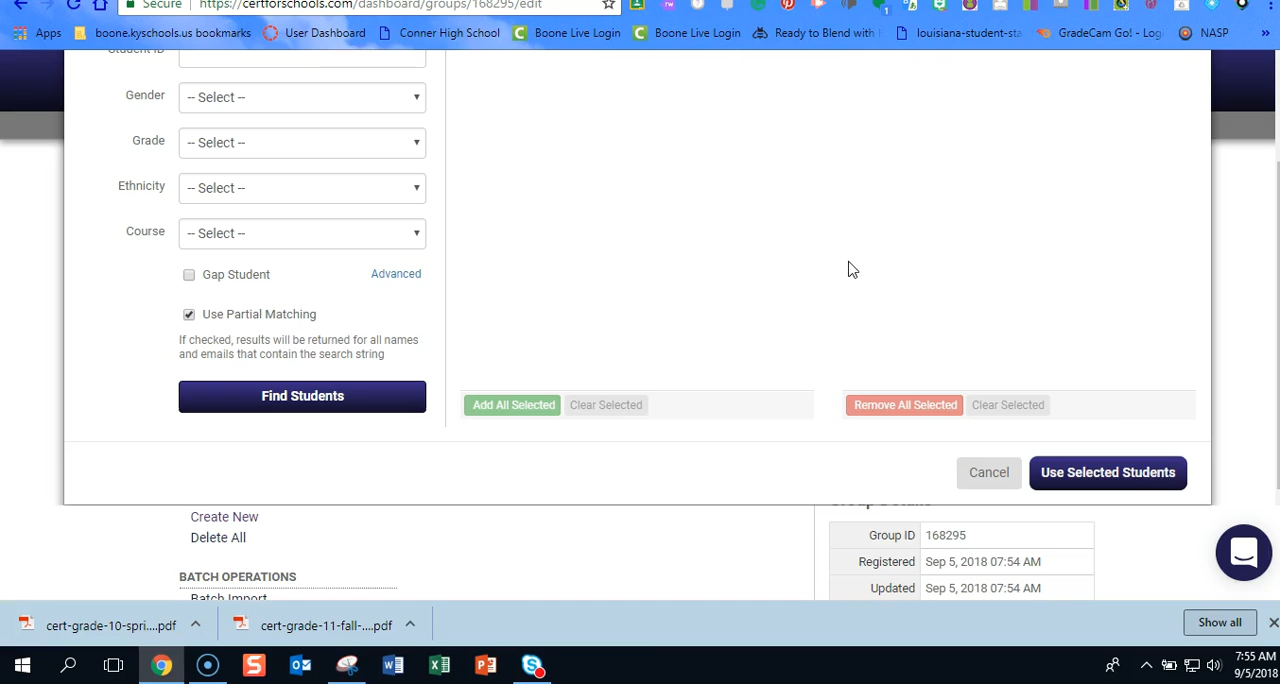 Secure https://certforschools.com/dashboard/groups/168295/edit
Apps boone.kyschools.us bookmarks User Dashboard Conner High School Boone Live Login Boone Live Login Ready to Blend with louisiana-student-sta GradeCam Go! - Log NASP »
Student ID
Gender -- Select --
Grade -- Select --
Ethnicity -- Select --
Course -- Select --
Gap Student Advanced
Use Partial Matching
If checked, results will be returned for all names
and emails that contain the search string
Find Students
Add All Selected Clear Selected Remove All Selected Clear Selected
Cancel Use Selected Students
Create New
Delete All
Group ID 168295
Registered Sep 5, 2018 07:54 AM
Updated Sep 5, 2018 07:54 AM
BATCH OPERATIONS
Batch Import
cert-grade-10-spri....pdf cert-grade-11-fall-....pdf Show all
7:55 AM
9/5/2018